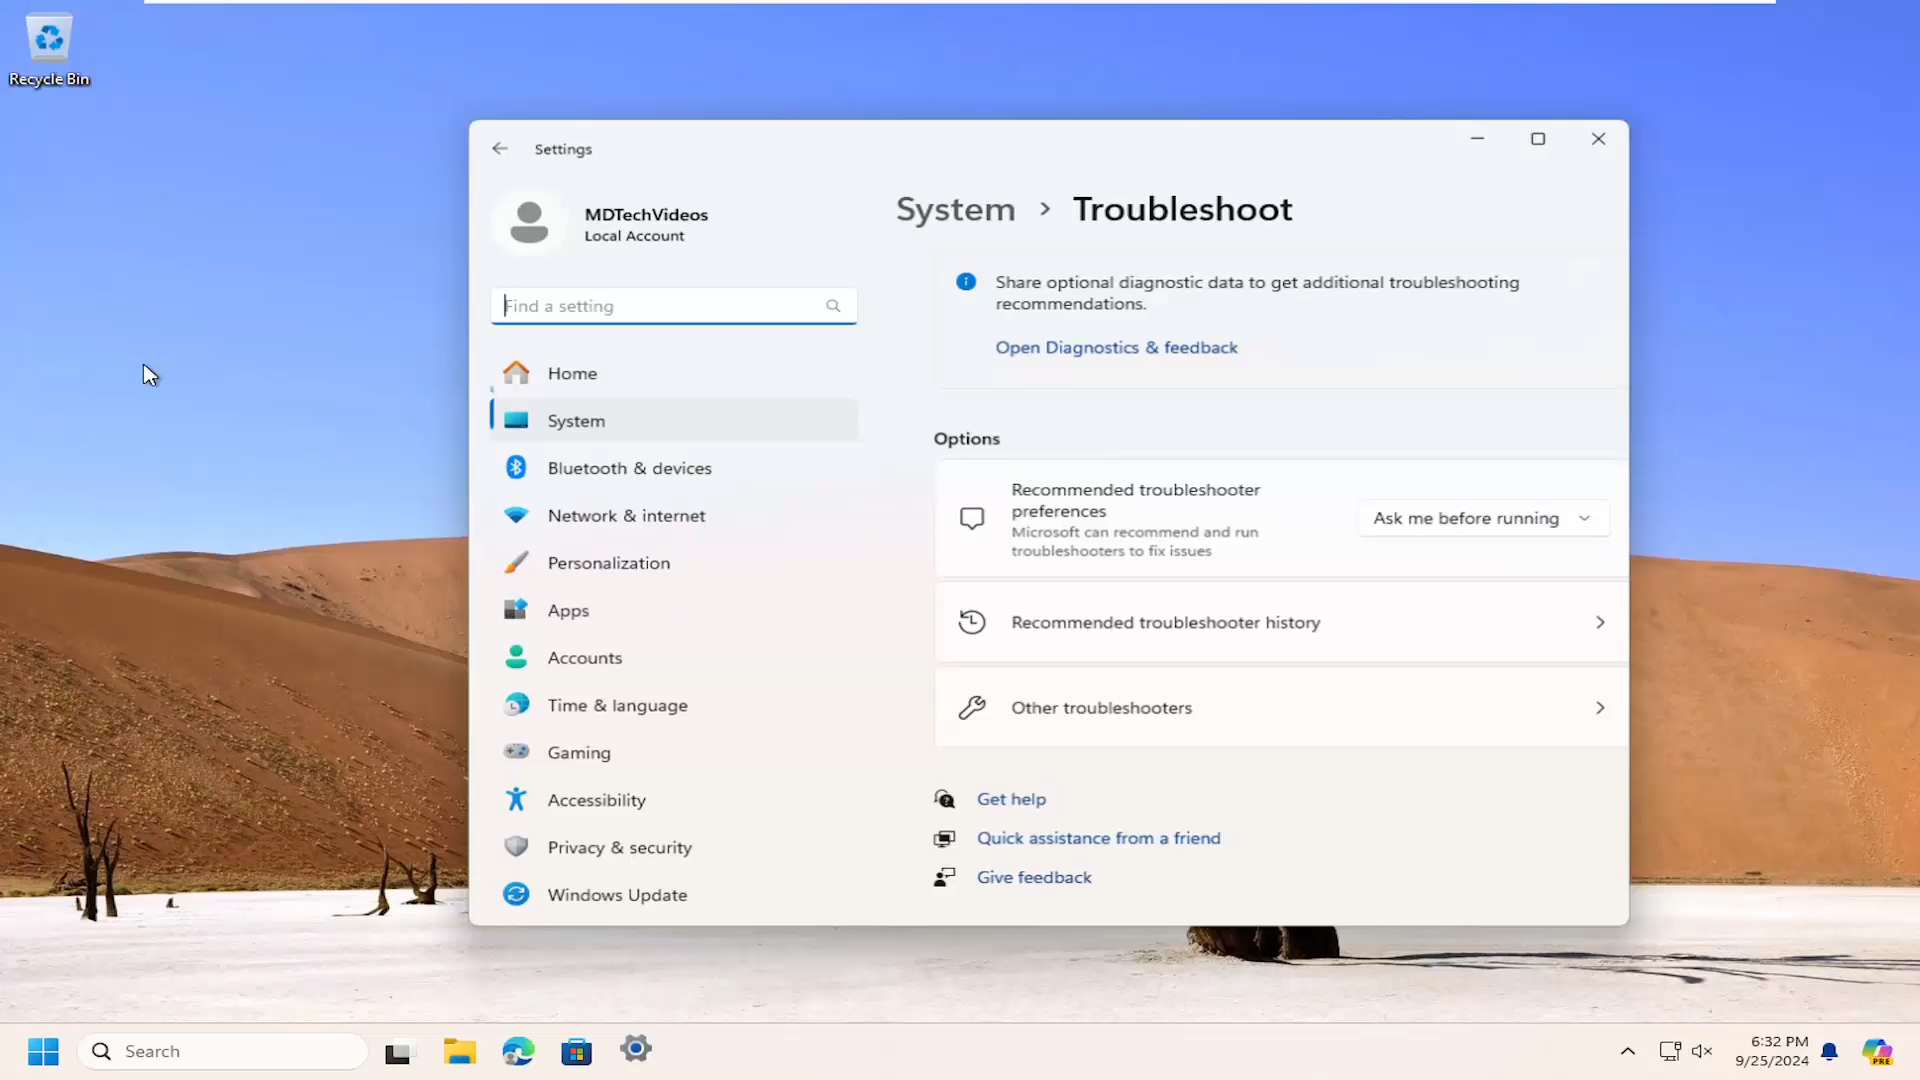 Recycle Bin
Settings
MDTechVideos
Local Account
Find a setting
Home
System
Bluetooth & devices
Network & internet
Personalization
Apps
Accounts
Time & language
Gaming
Accessibility
Privacy & security
Windows Update
System > Troubleshoot
Share optional diagnostic data to get additional troubleshooting
recommendations.
Open Diagnostics & feedback
Options
Recommended troubleshooter
preferences
Microsoft can recommend and run
troubleshooters to fix issues
Ask me before running
Recommended troubleshooter history
Other troubleshooters
Get help
Quick assistance from a friend
Give feedback
Search
6:32 PM
9/25/2024
PRE